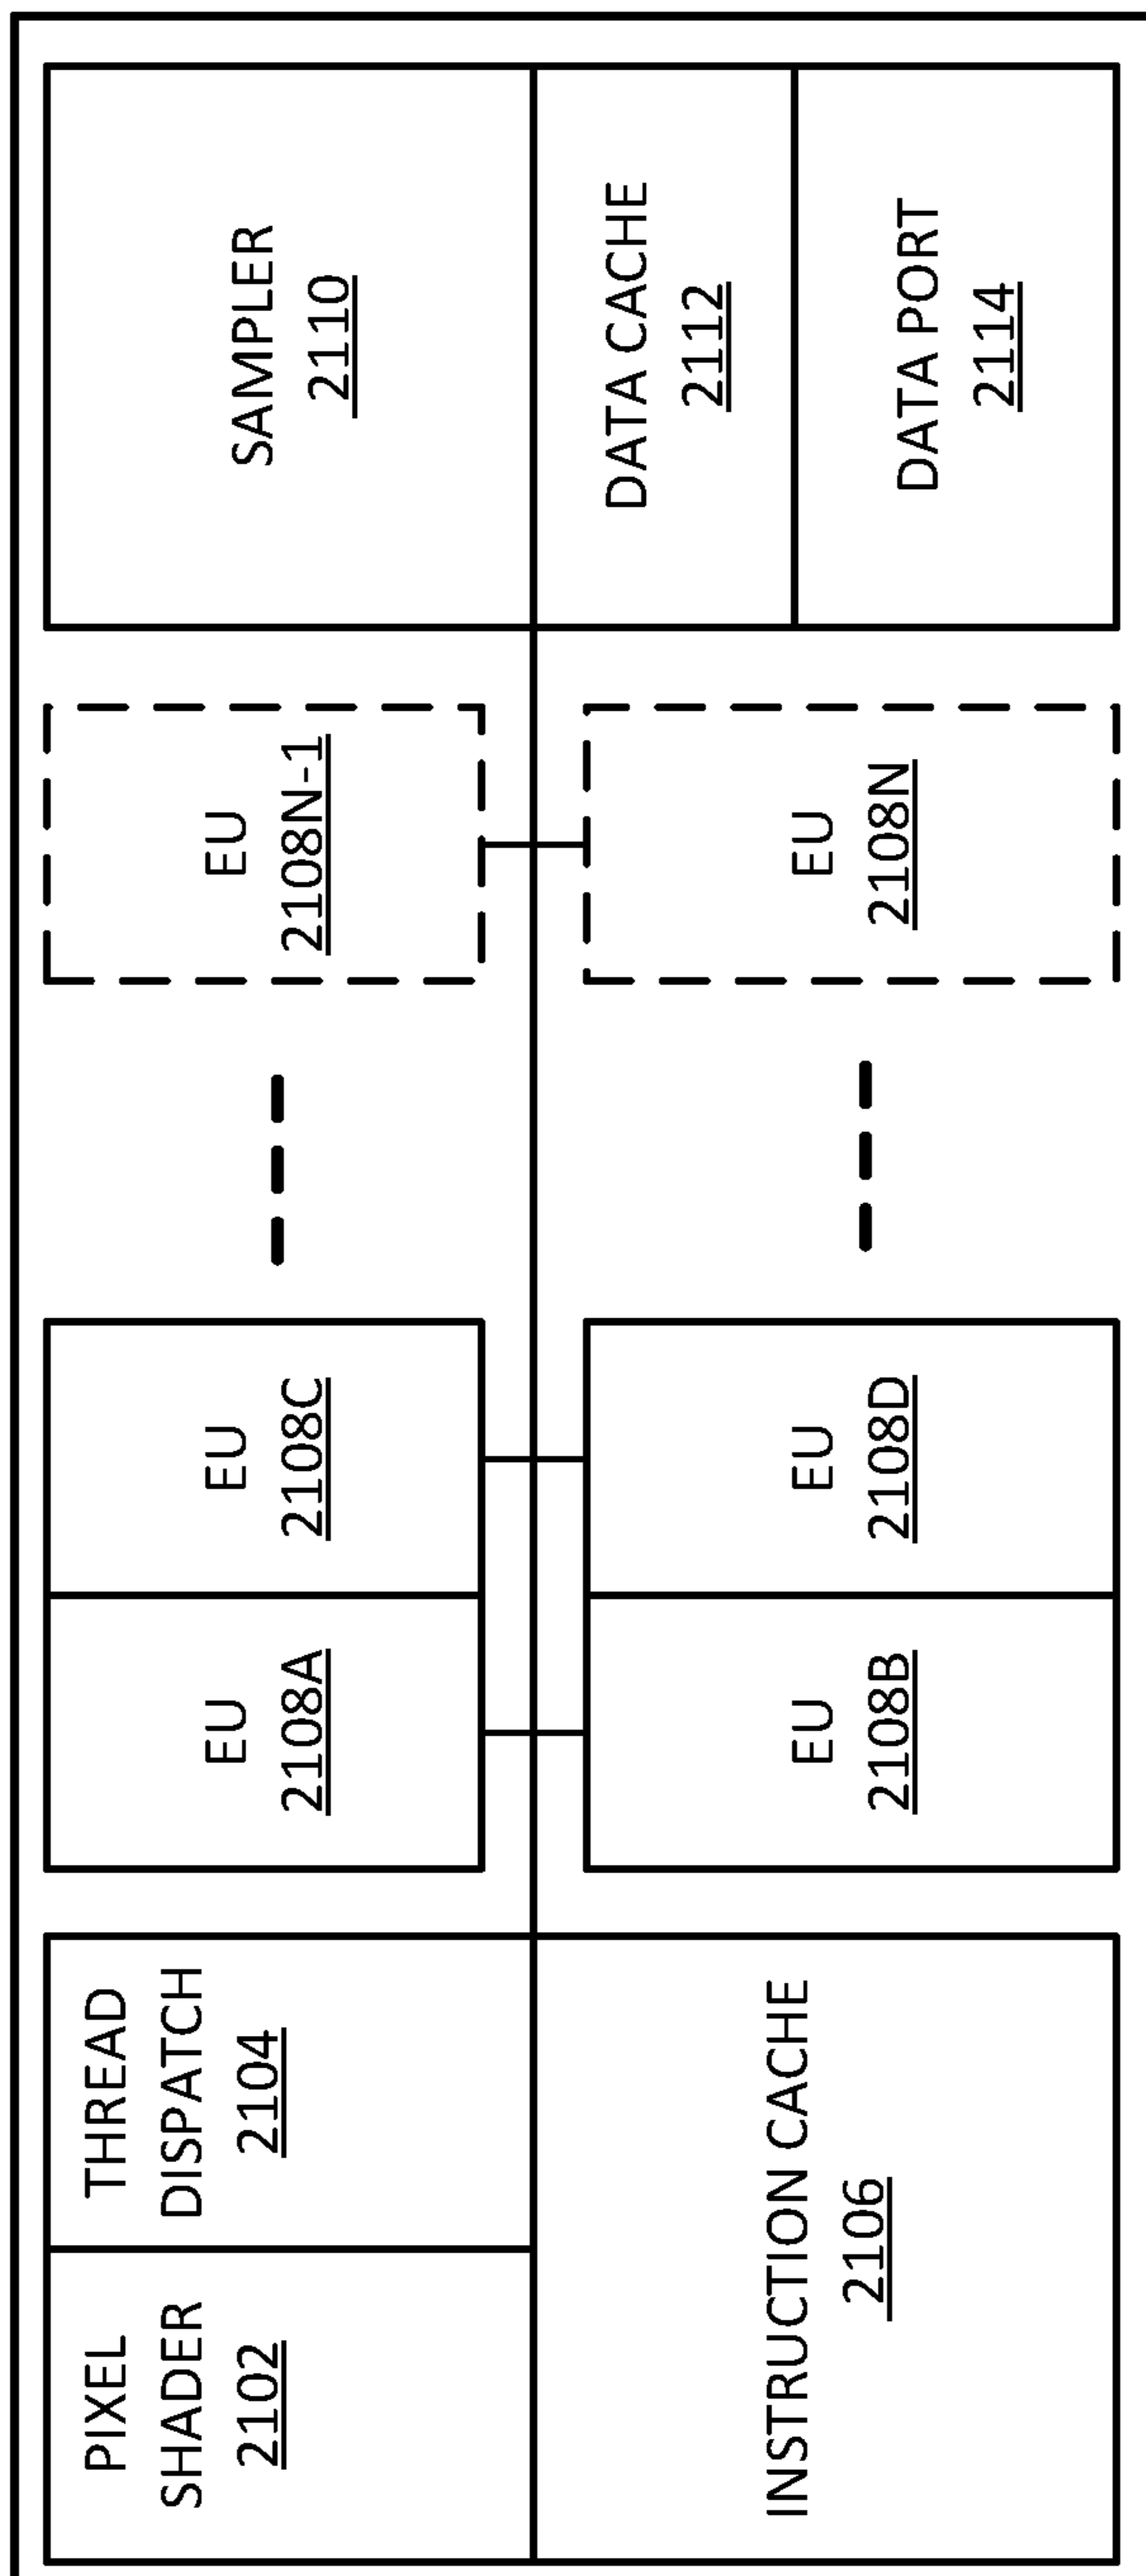 PIXEL
SHADER
2102
THREAD
DISPATCH
2104
INSTRUCTION CACHE
2106
EU
2108A
EU
2108C
EU
2108B
EU
2108D
EU
2108N-1
EU
2108N
SAMPLER
2110
DATA CACHE
2112
DATA PORT
2114